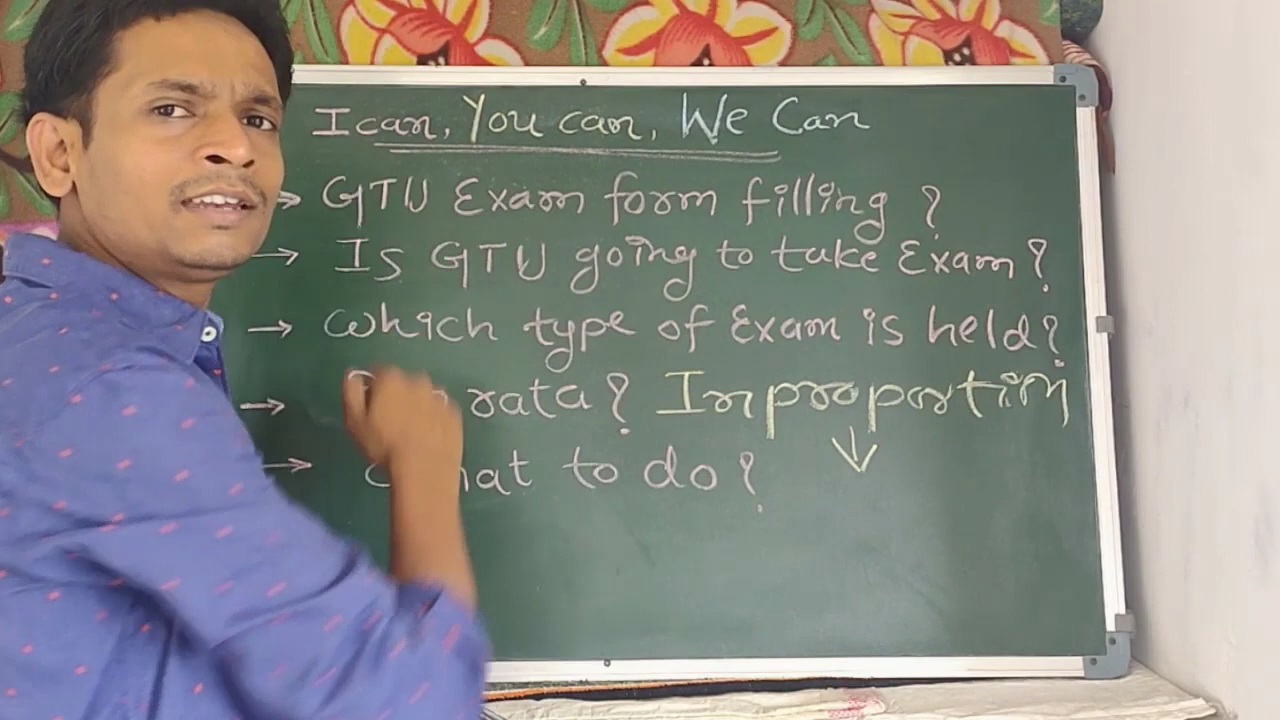 I can, You can, We Can
→ GTU Exam form filling ?
→ Is GTU going to take Exam?
→ Which type of Exam is held?
→ rata? Inproportion
→ to do?